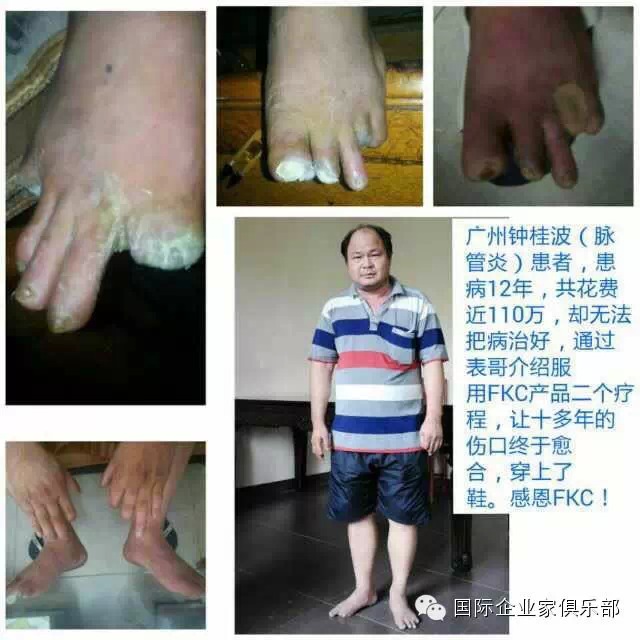 广州钟桂波（脉
管炎）患者，患
病12年，共花费
近110万，却无法
把病治好，通过
表哥介绍服
用FKC产品二个疗
程，让十多年的
伤口终于愈
合，穿上了
鞋。感恩FKC！
国际企业家俱乐部